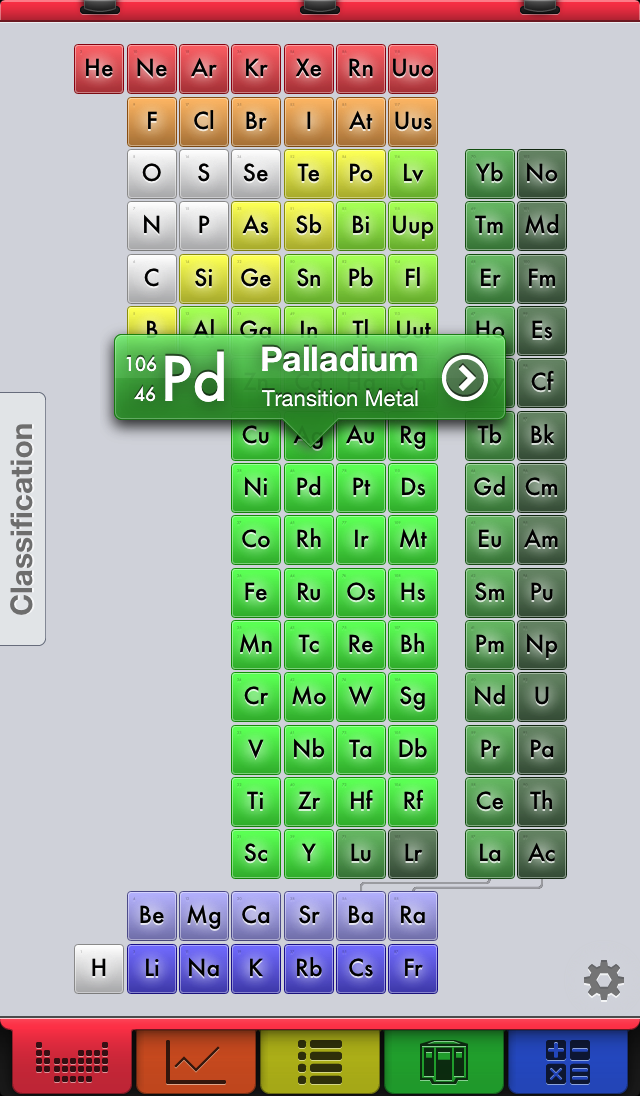 He Ne Ar Kr Xe Rn Uuo
F Cl Br I At Uus
O S Se Te Po Lv Yb No
N P As Sb Bi Uup Tm Md
C Si Ge Sn Pb Fl Er Fm
B Al Ga In Tl Uut Ho Es
106
46
Pd
Palladium
Transition Metal
Cf
Classification
Cu Ag Au Rg Tb Bk
Ni Pd Pt Ds Gd Cm
Co Rh Ir Mt Eu Am
Fe Ru Os Hs Sm Pu
Mn Tc Re Bh Pm Np
Cr Mo W Sg Nd U
V Nb Ta Db Pr Pa
Ti Zr Hf Rf Ce Th
Sc Y Lu Lr La Ac
Be Mg Ca Sr Ba Ra
H Li Na K Rb Cs Fr